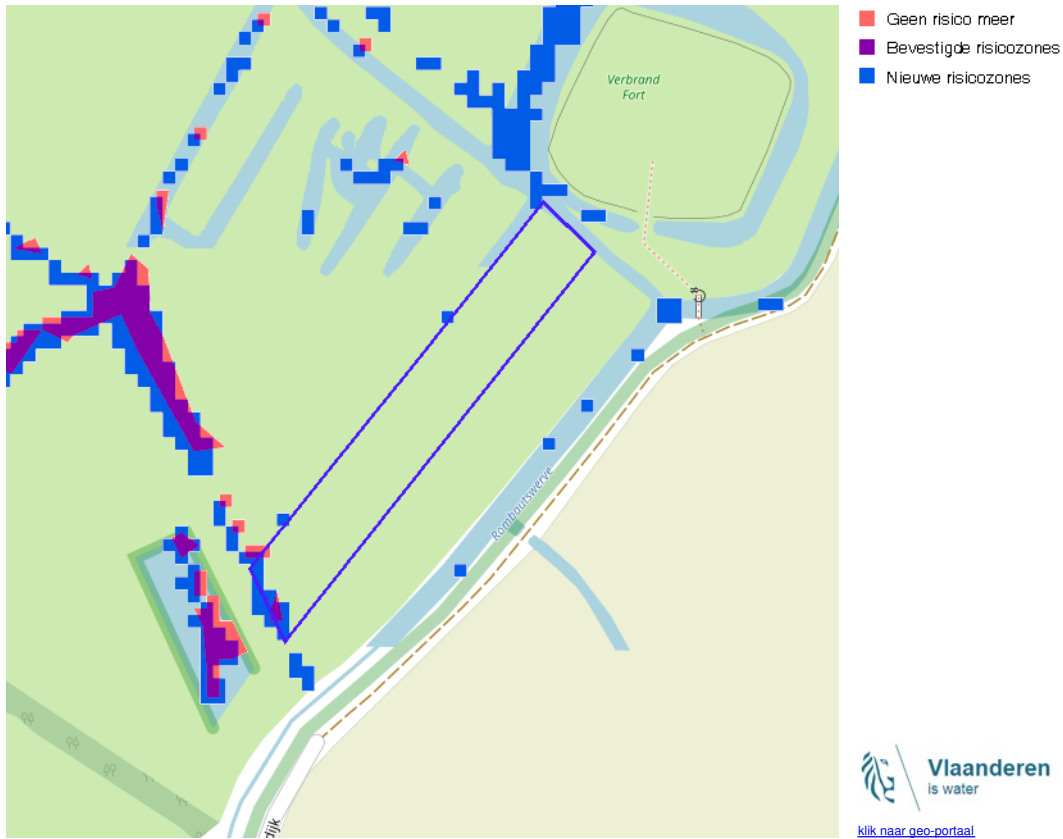 Geen risico meer
Bevestigde risicozones
Nieuwe risicozones
Verbrand
Fort
Rombautswerve
dijk
Vlaanderen
is water
klik naar geo-portaal